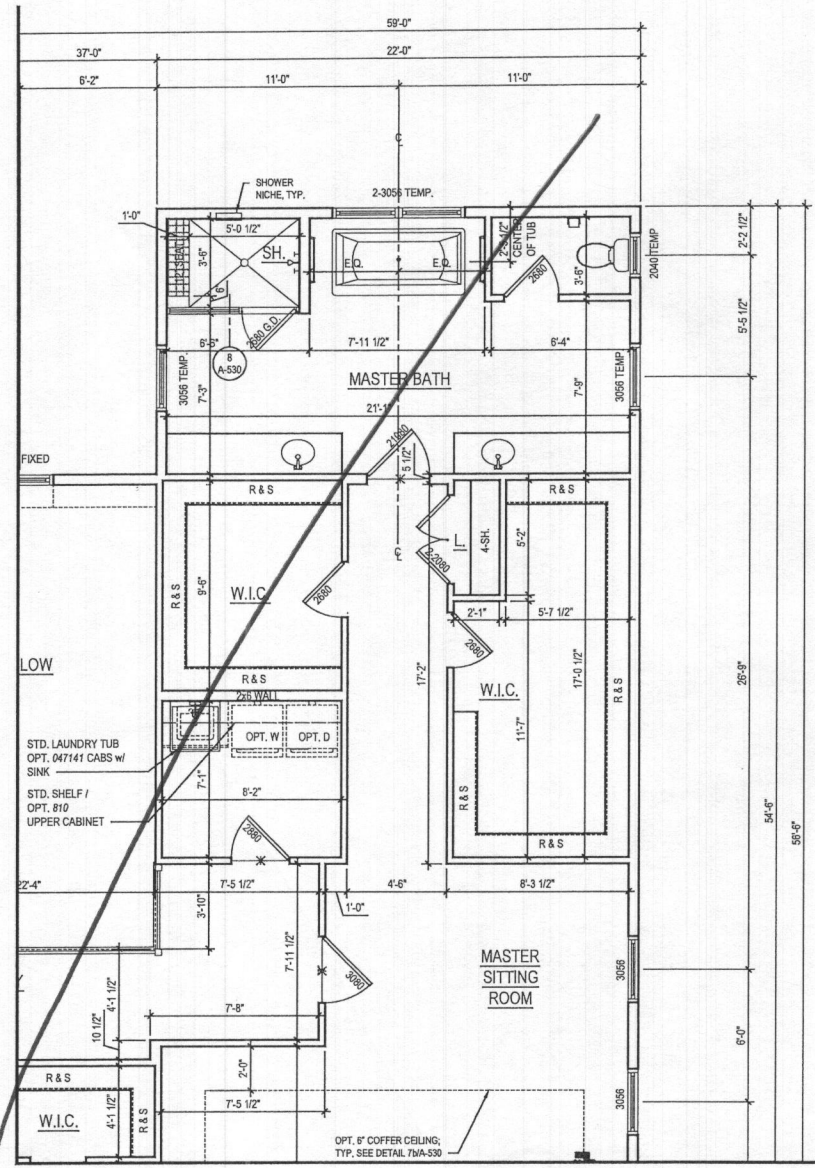 59'-0"
37'-0"
22'-0"
6'-2"
11'-0"
11'-0"
C
SHOWER
NICHE, TYP.
2-3056 TEMP.
1'-0"
5'-0 1/2"
SH.
12" SEAT
3'-6"
6"
E.Q.
E.Q.
CENTER
OF TUB
2680
3'-6"
2040 TEMP
2'-2 1/2"
5'-5 1/2"
2680 G.D.
6'-6"
7'-11 1/2"
6'-4"
8
A-530
3056 TEMP.
7'-3"
MASTER BATH
7'-9"
3056 TEMP
21'-1"
21680
5 1/2"
FIXED
R & S
R & S
C
L.
4-SH.
5'-2"
2-2080
R & S
9'-6"
W.I.C.
2680
2'-1"
5'-7 1/2"
2680
LOW
R & S
17'-2"
W.I.C.
17'-0 1/2"
R & S
26'-9"
2x6 WALL
OPT. W
OPT. D
11'-7"
STD. LAUNDRY TUB
OPT. 047141 CABS w/
SINK
7'-1"
STD. SHELF /
OPT. 810
UPPER CABINET
8'-2"
R & S
54'-6"
56'-6"
2680
R & S
22'-4"
7'-5 1/2"
4'-6"
8'-3 1/2"
1'-0"
3'-10"
7'-11 1/2"
3080
MASTER
SITTING
ROOM
3056
4'-1 1/2"
10 1/2"
7'-8"
6'-0"
R & S
2'-0"
4'-1 1/2"
R & S
W.I.C.
7'-5 1/2"
3056
OPT. 6" COFFER CEILING;
TYP. SEE DETAIL 7b/A-530